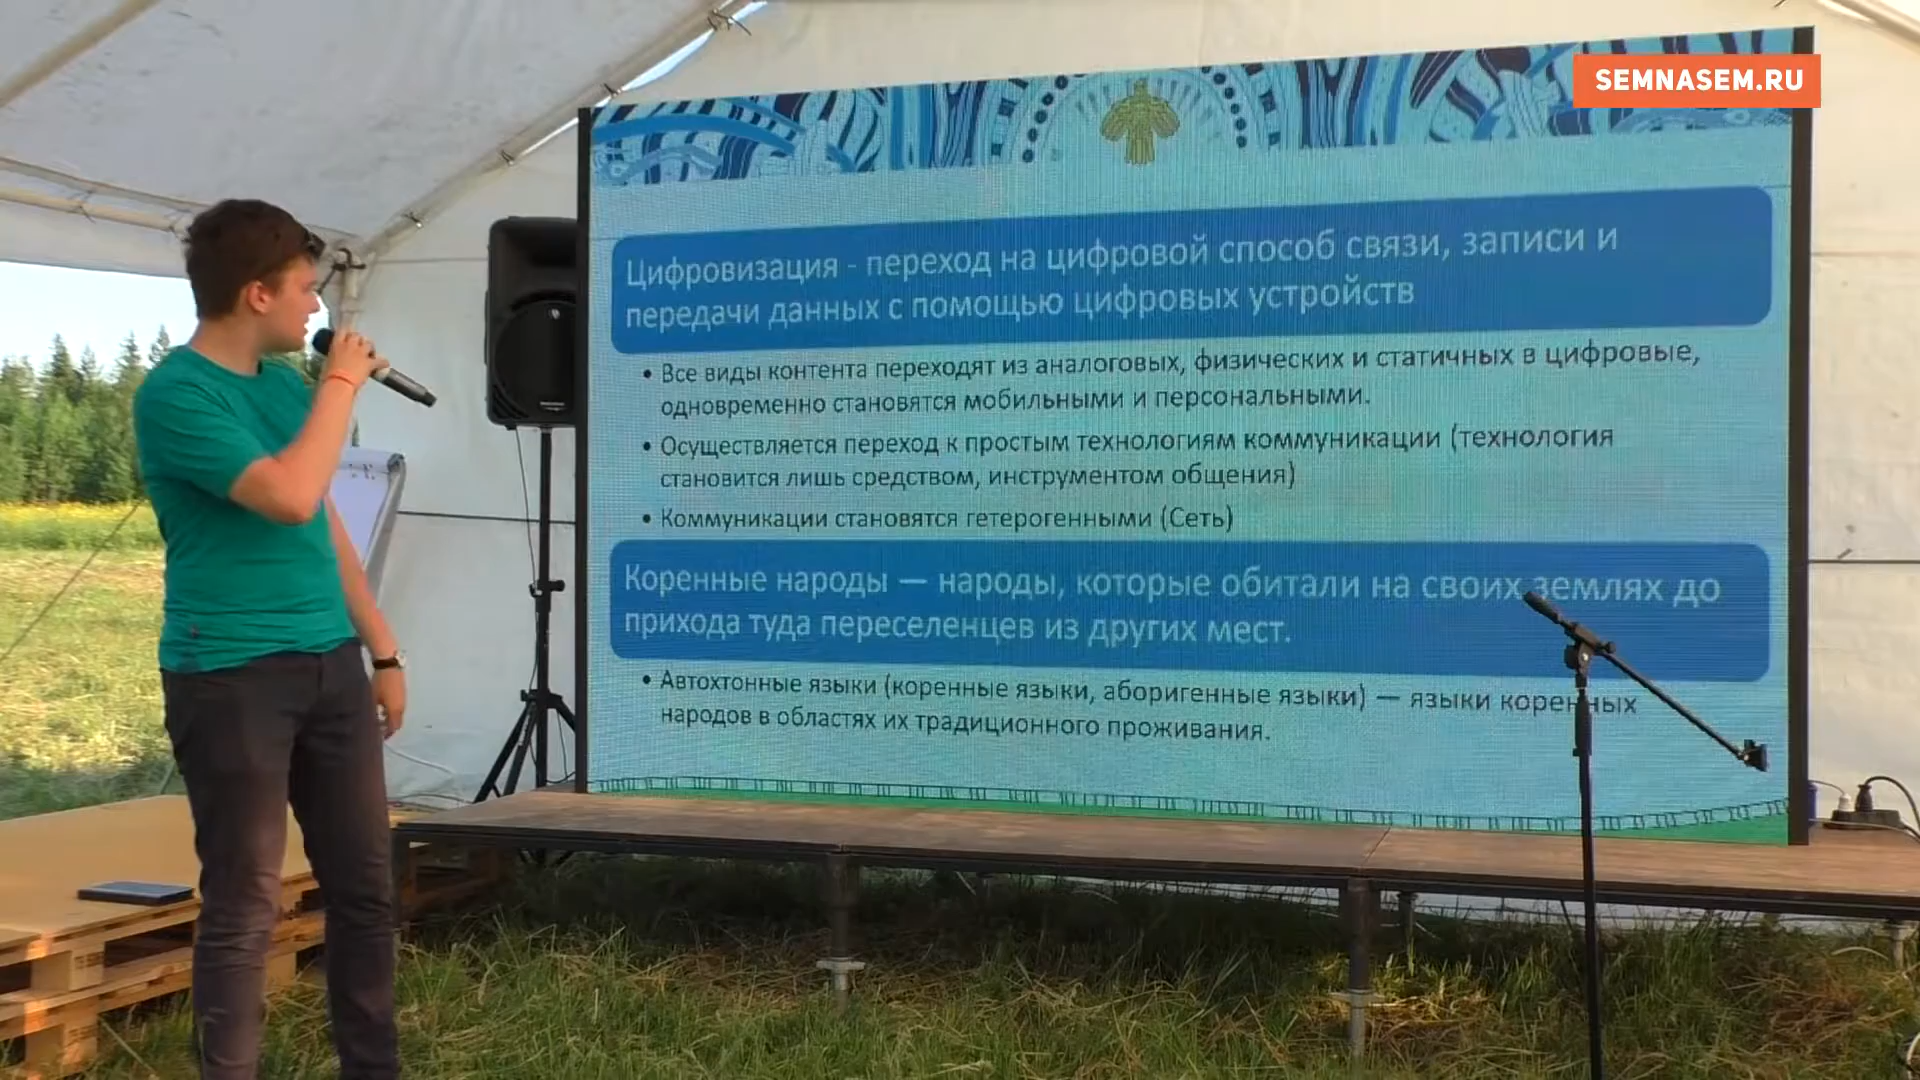 SEMNASEM.RU
Цифровизация - переход на цифровой способ связи, записи и
передачи данных с помощью цифровых устройств
• Все виды контента переходят из аналоговых, физических и статичных в цифровые,
одновременно становятся мобильными и персональными.
• Осуществляется переход к простым технологиям коммуникации (технология
становится лишь средством, инструментом общения)
• Коммуникации становятся гетерогенными (Сеть)
Коренные народы — народы, которые обитали на своих землях до
прихода туда переселенцев из других мест.
• Автохтонные языки (коренные языки, аборигенные языки) — языки коренных
народов в областях их традиционного проживания.